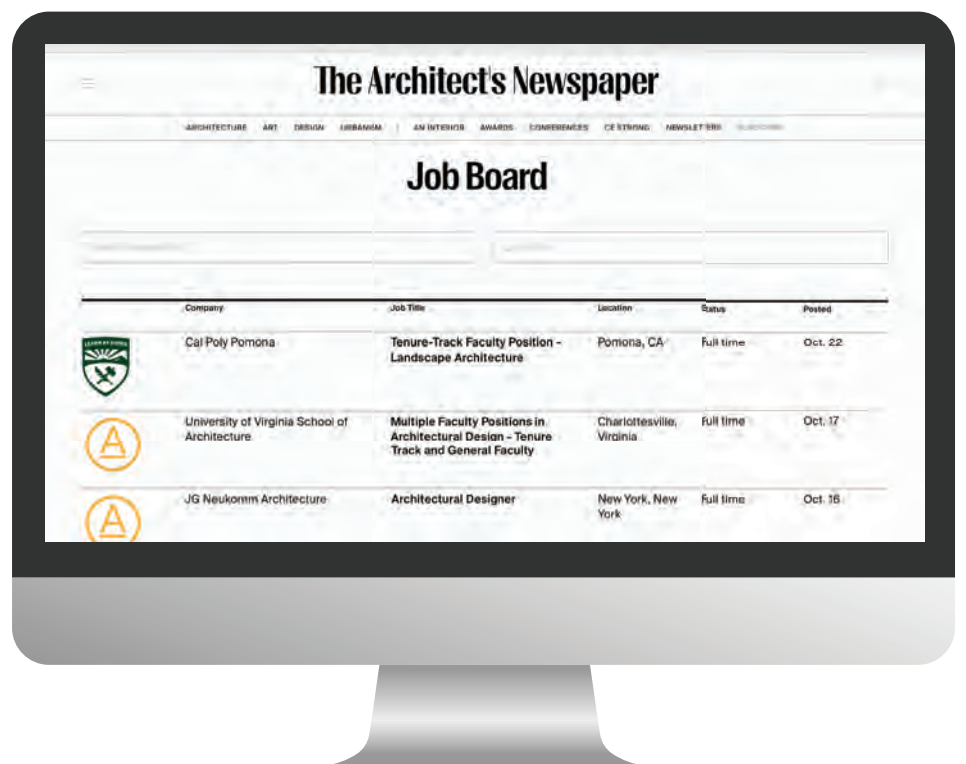 The Architect's Newspaper
ARCHITECTURE ART DESIGN URBANISM | AN INTERIOR AWARDS CONFERENCES CE STRONG NEWSLETTERS SUBSCRIBE
Job Board
Company Job Title Location Status Posted
Cal Poly Pomona Tenure-Track Faculty Position – Pomona, CA Full time Oct. 22
Landscape Architecture
University of Virginia School of Multiple Faculty Positions in Charlottesville, Full time Oct. 17
Architecture Architectural Design – Tenure Virginia
Track and General Faculty
JG Neukomm Architecture Architectural Designer New York, New Full time Oct. 16
York